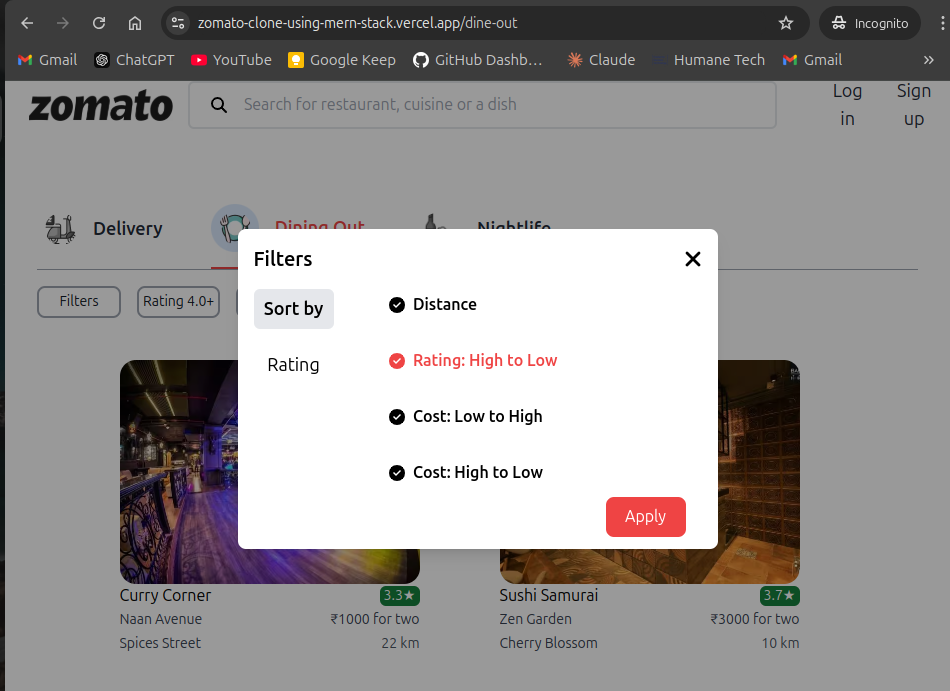 zomato-clone-using-mern-stack.vercel.app/dine-out
Incognito
Gmail
ChatGPT
YouTube
Google Keep
GitHub Dashb...
Claude
Humane Tech
Gmail
zomato
Search for restaurant, cuisine or a dish
Log in
Sign up
Delivery
Dining Out
Nightlife
Filters
Rating 4.0+
Filters
Sort by
Rating
Distance
Rating: High to Low
Cost: Low to High
Cost: High to Low
Apply
Curry Corner 3.3★
Naan Avenue ₹1000 for two
Spices Street 22 km
Sushi Samurai 3.7★
Zen Garden ₹3000 for two
Cherry Blossom 10 km